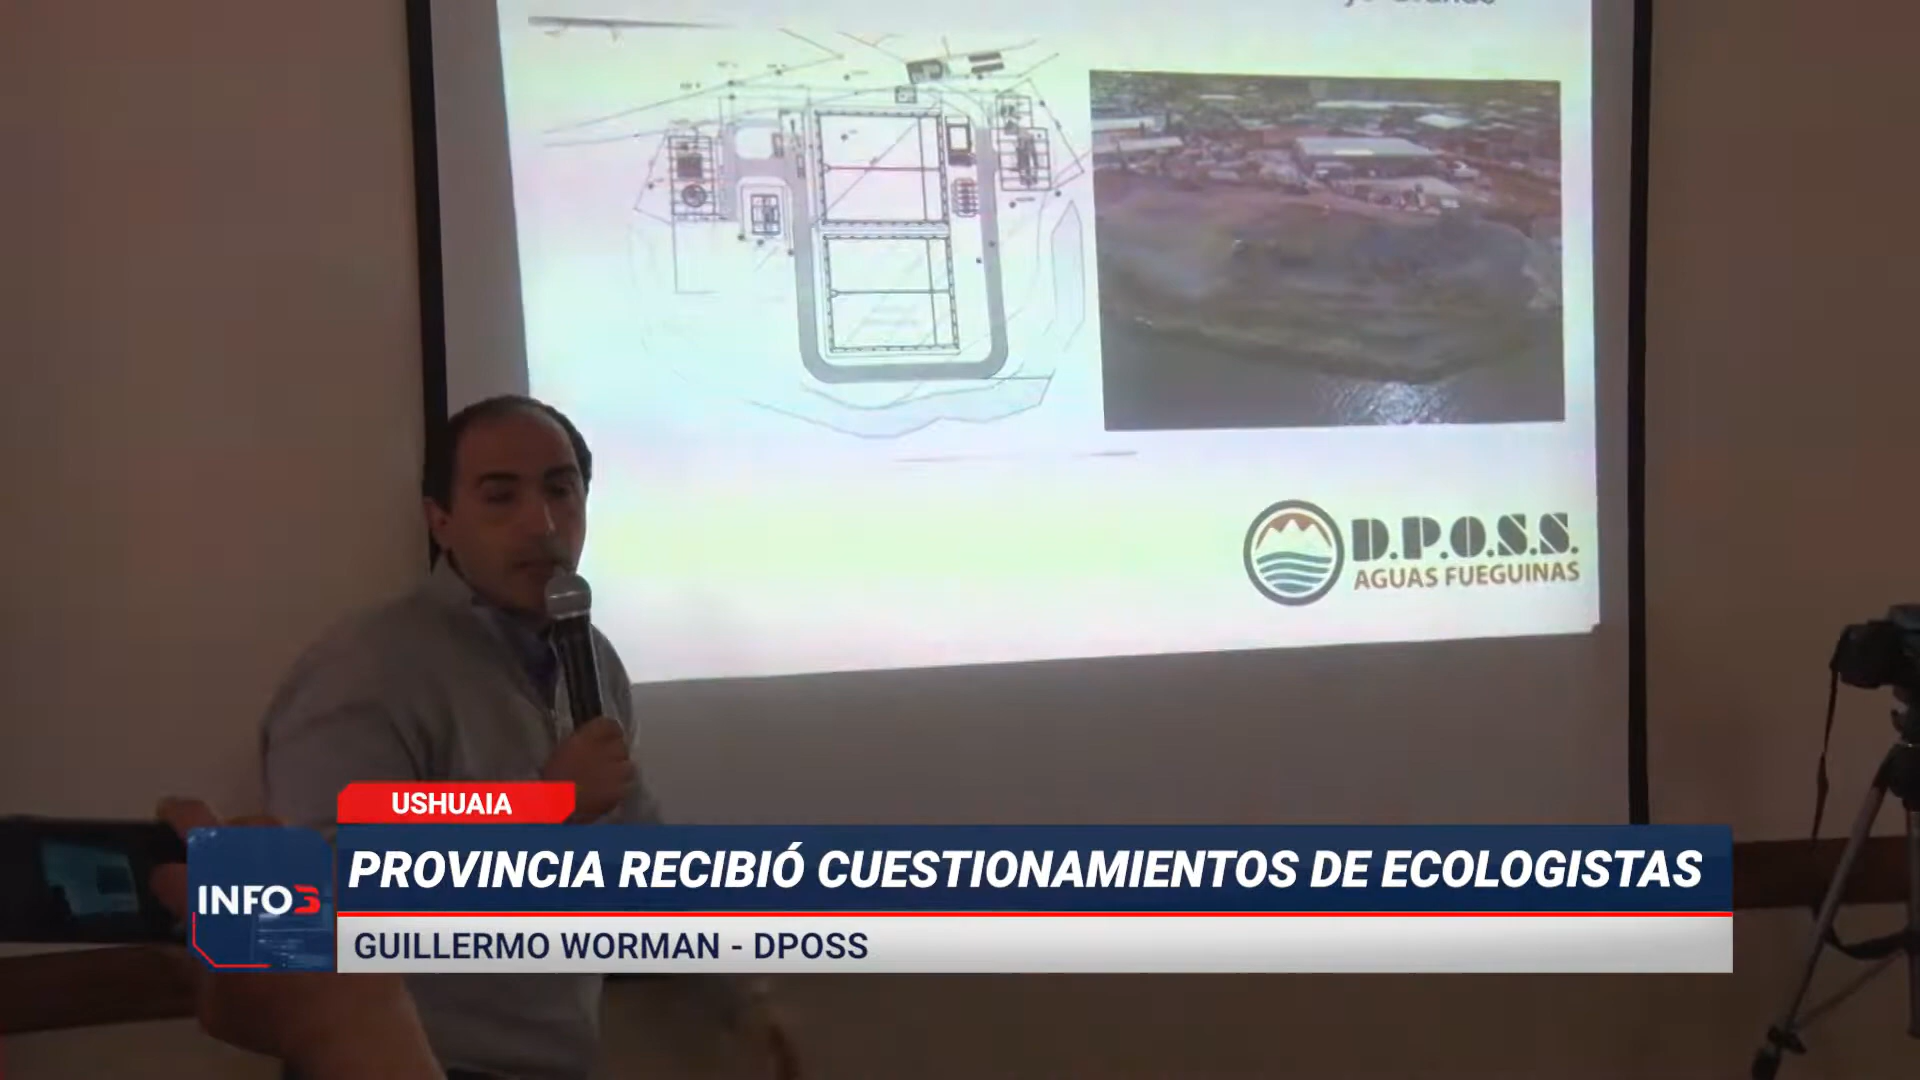 D.P.O.S.S.
AGUAS FUEGUINAS
USHUAIA
PROVINCIA RECIBIÓ CUESTIONAMIENTOS DE ECOLOGISTAS
INFO3
GUILLERMO WORMAN - DPOSS